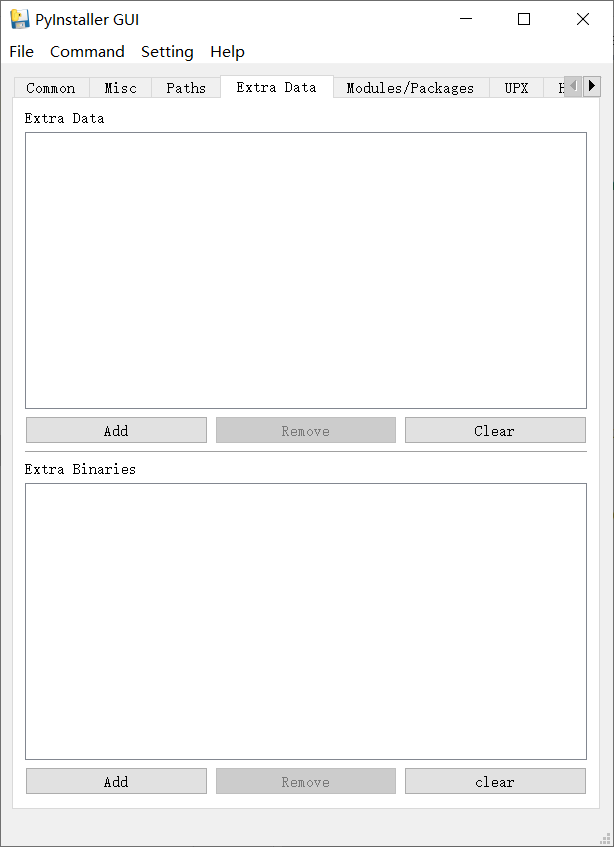 PyInstaller GUI
File Command Setting Help
Common Misc Paths Extra Data Modules/Packages UPX
Extra Data
Add Remove Clear
Extra Binaries
Add Remove clear